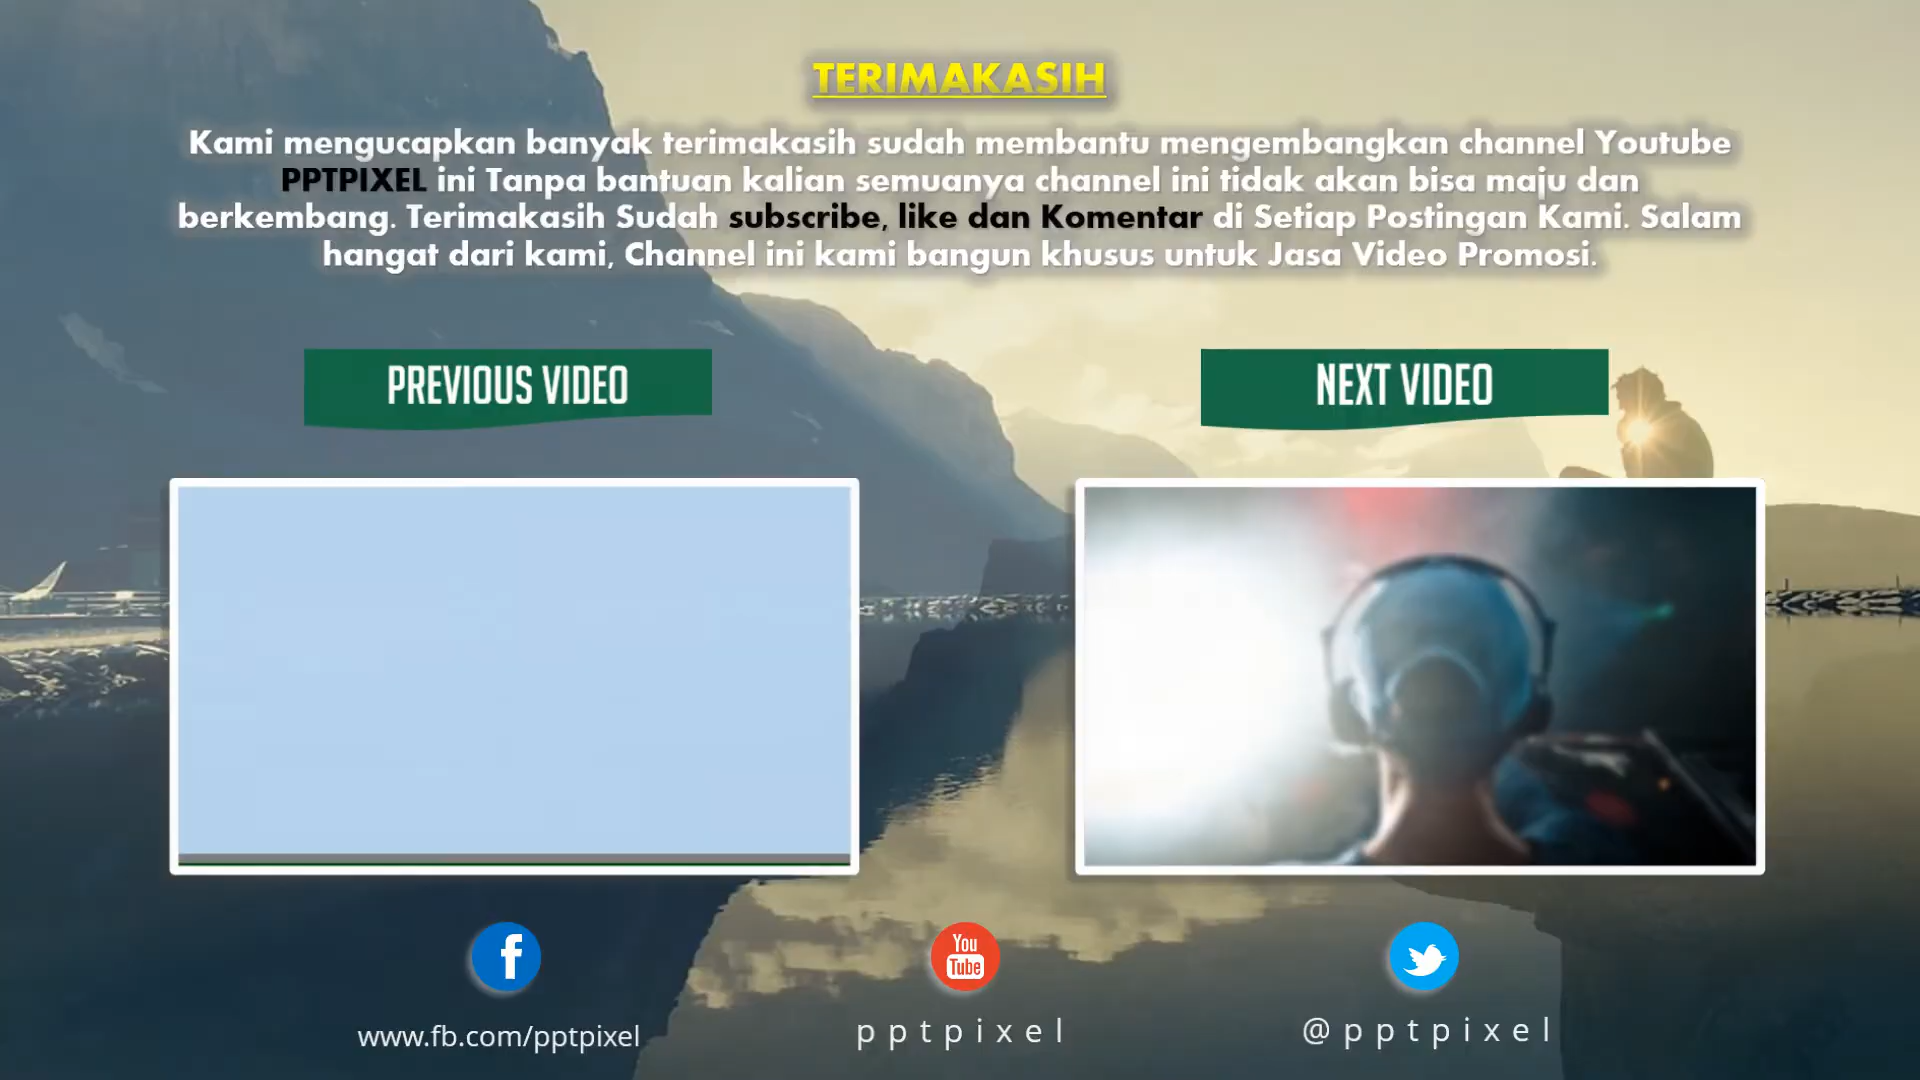 TERIMAKASIH
Kami mengucapkan banyak terimakasih sudah membantu mengembangkan channel Youtube
PPTPIXEL ini Tanpa bantuan kalian semuanya channel ini tidak akan bisa maju dan
berkembang. Terimakasih Sudah subscribe, like dan Komentar di Setiap Postingan Kami. Salam
hangat dari kami, Channel ini kami bangun khusus untuk Jasa Video Promosi.
PREVIOUS VIDEO
NEXT VIDEO
f
You
Tube
www.fb.com/pptpixel
pptpixel
@pptpixel